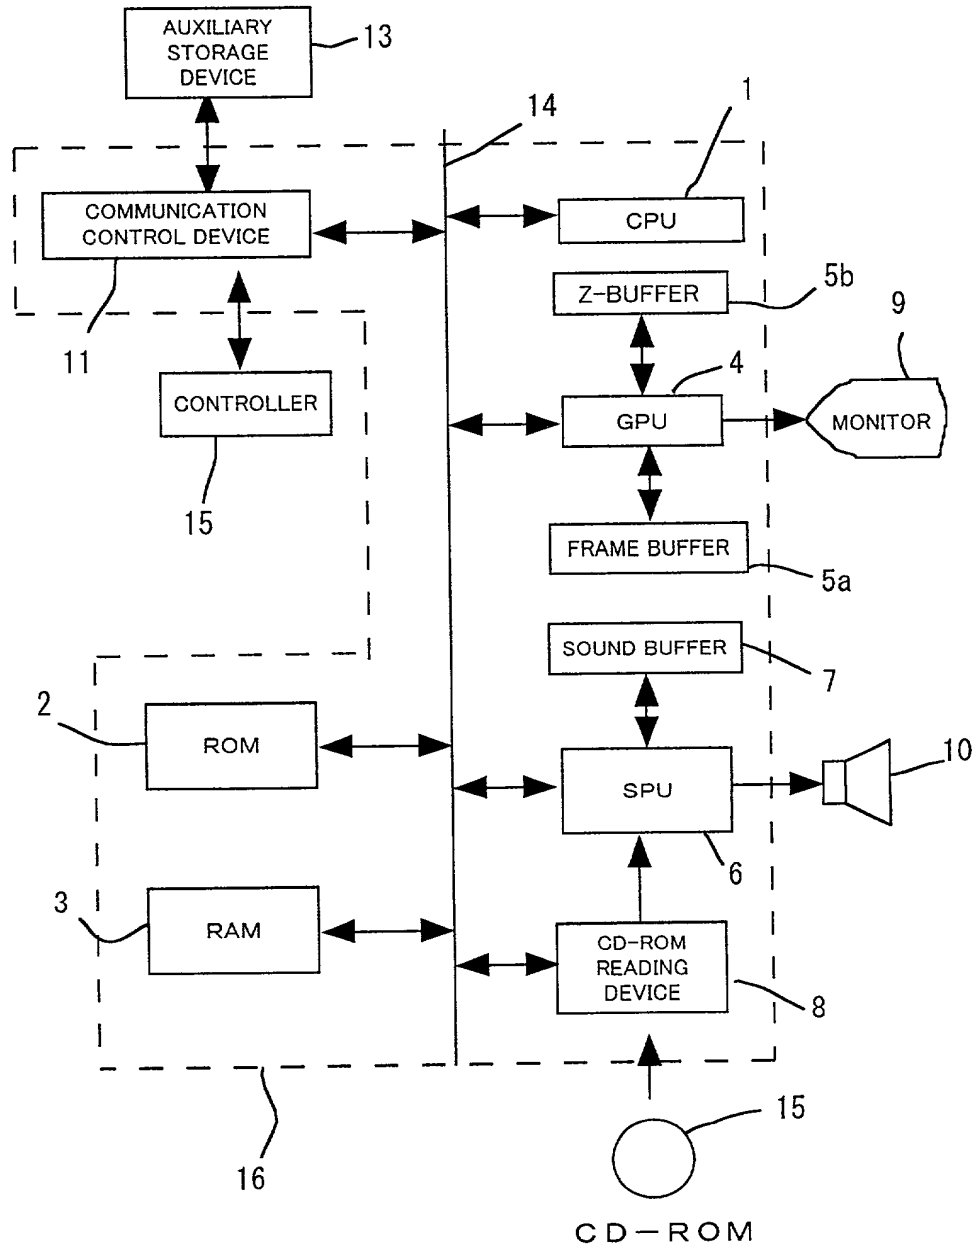 AUXILIARY
STORAGE
DEVICE
13
14
1
COMMUNICATION
CONTROL DEVICE
CPU
11
Z-BUFFER
5b
9
4
CONTROLLER
GPU
MONITOR
15
FRAME BUFFER
5a
SOUND BUFFER
7
2
ROM
SPU
10
6
3
RAM
CD-ROM
READING
DEVICE
8
15
16
CD-ROM